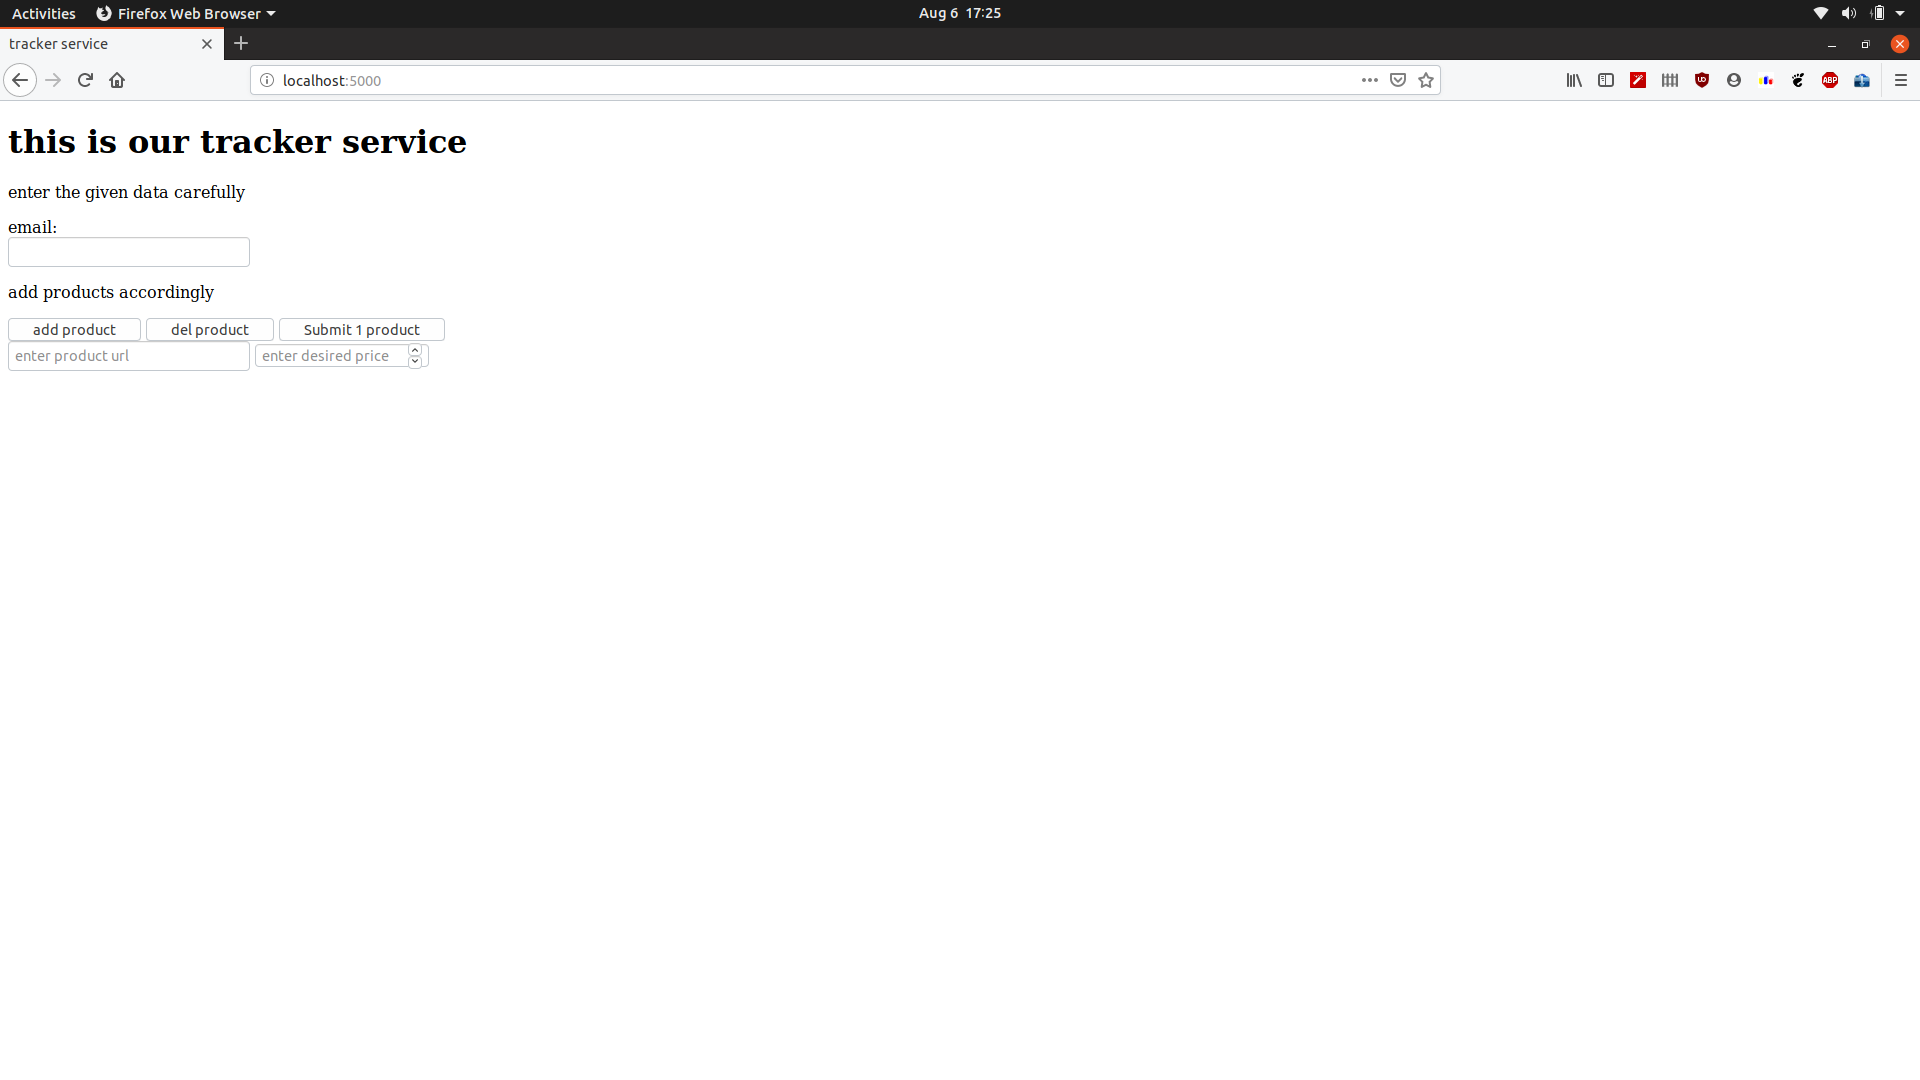 Activities Firefox Web Browser Aug 6 17:25
tracker service
localhost:5000
UD
ABP
this is our tracker service
enter the given data carefully
email:
add products accordingly
add product del product Submit 1 product
enter product url enter desired price